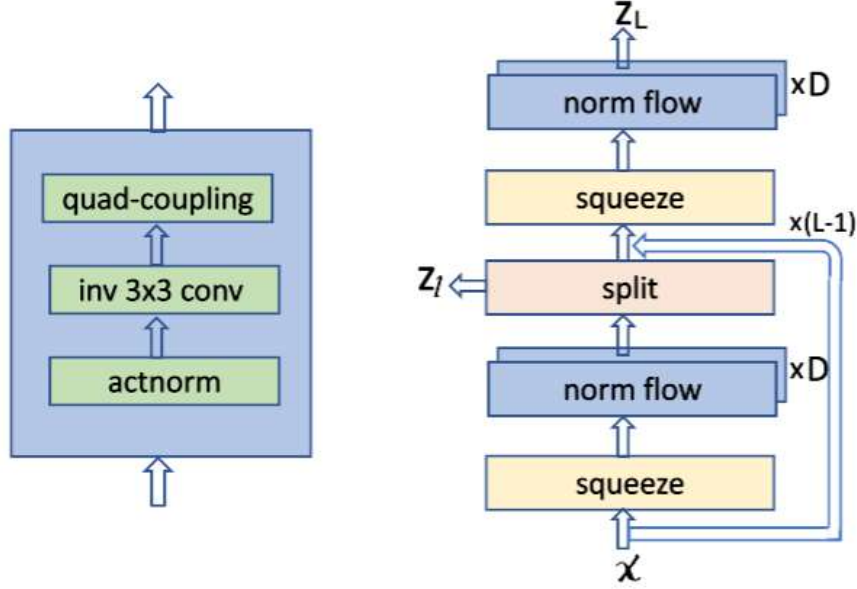 quad-coupling
inv 3x3 conv
actnorm
z_L
norm flow
xD
squeeze
x(L-1)
z_l
split
norm flow
xD
squeeze
x